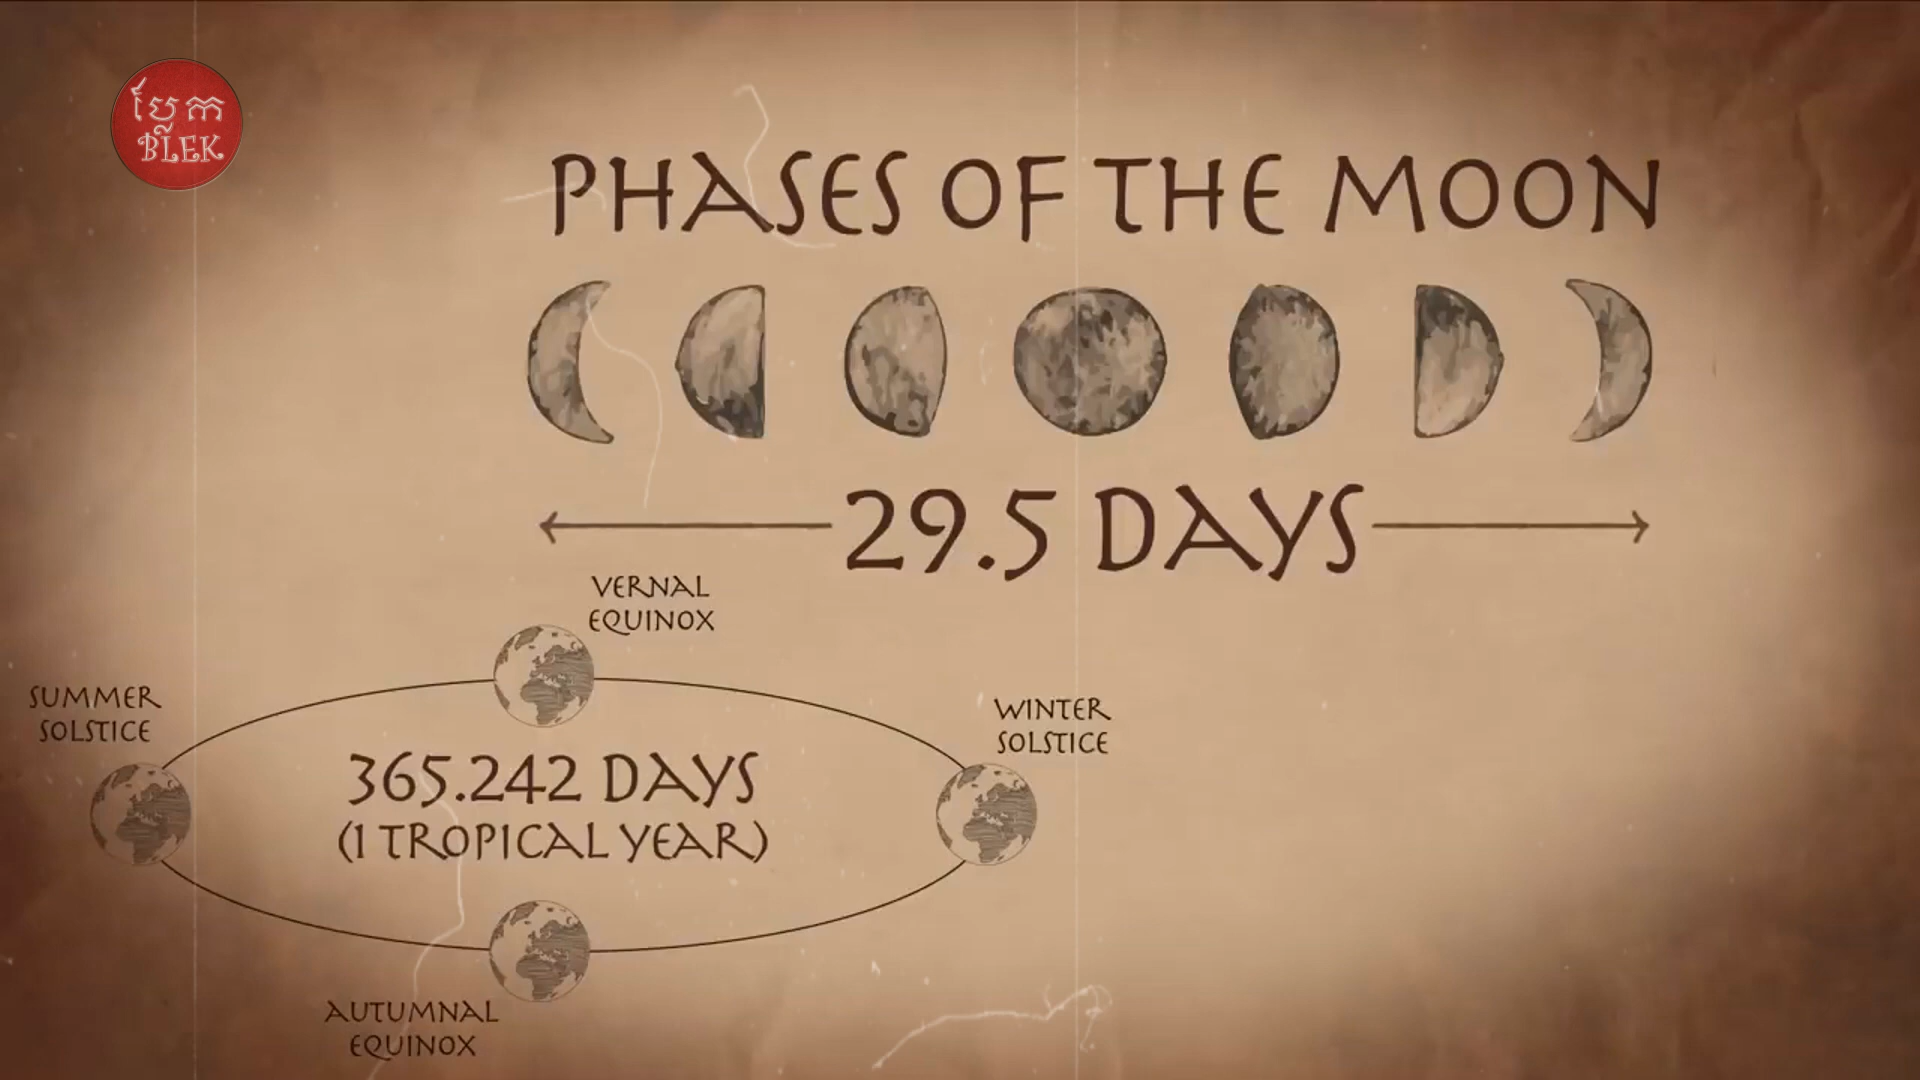 បែក
BLEK
PHASES OF THE MOON
29.5 DAYS
VERNAL
EQUINOX
SUMMER
SOLSTICE
WINTER
SOLSTICE
365.242 DAYS
(1 TROPICAL YEAR)
AUTUMNAL
EQUINOX